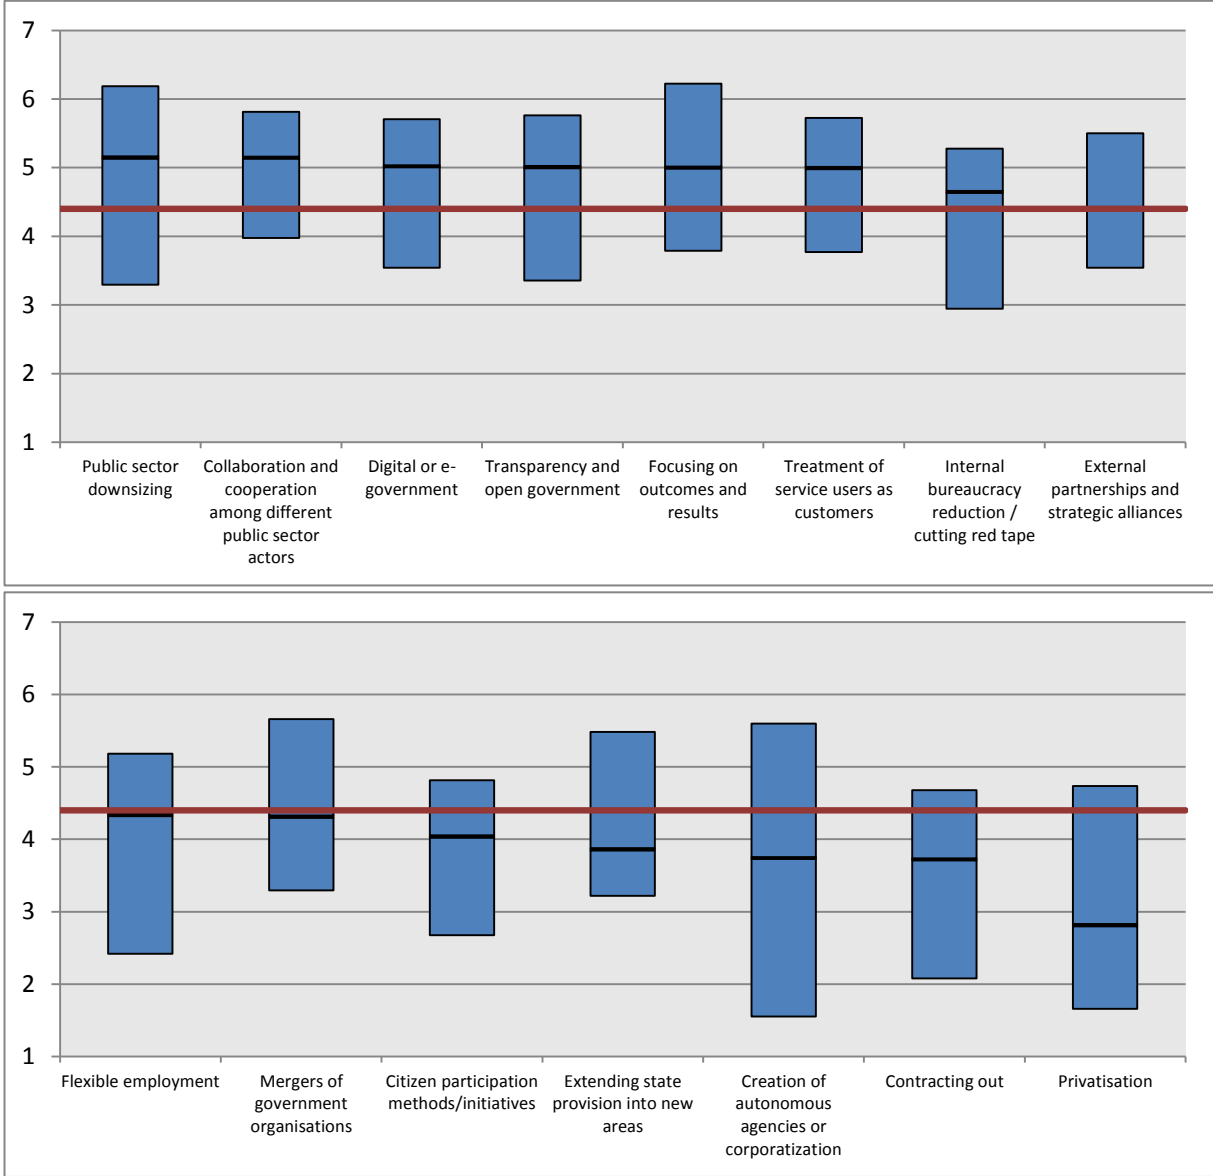 7
6
5
4
3
2
1
Public sector
downsizing
Collaboration and
cooperation
among different
public sector
actors
Digital or e-
government
Transparency and
open government
Focusing on
outcomes and
results
Treatment of
service users as
customers
Internal
bureaucracy
reduction /
cutting red tape
External
partnerships and
strategic alliances
7
6
5
4
3
2
1
Flexible employment
Mergers of
government
organisations
Citizen participation
methods/initiatives
Extending state
provision into new
areas
Creation of
autonomous
agencies or
corporatization
Contracting out
Privatisation